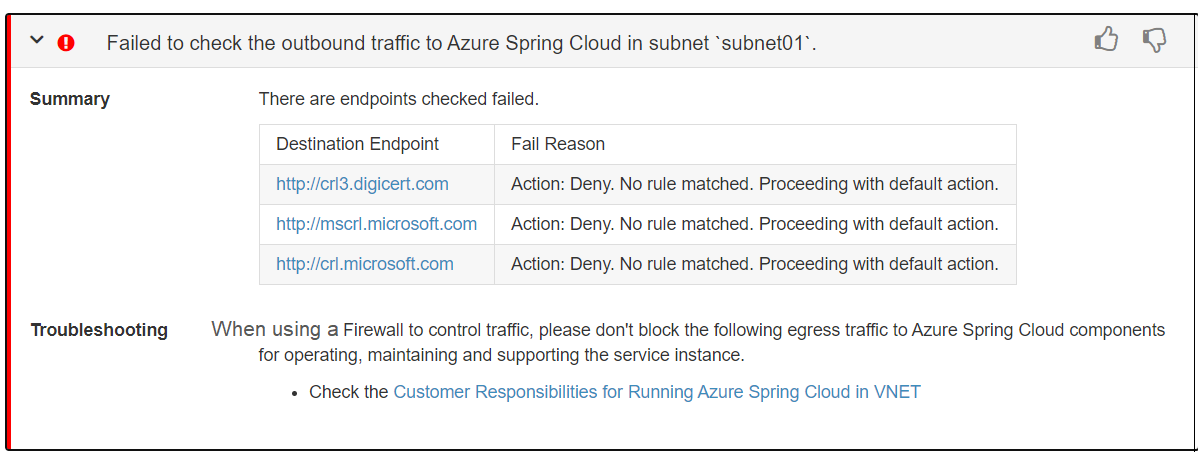 Failed to check the outbound traffic to Azure Spring Cloud in subnet `subnet01`.
Summary
There are endpoints checked failed.
Destination Endpoint Fail Reason
http://crl3.digicert.com Action: Deny. No rule matched. Proceeding with default action.
http://mscrl.microsoft.com Action: Deny. No rule matched. Proceeding with default action.
http://crl.microsoft.com Action: Deny. No rule matched. Proceeding with default action.
Troubleshooting
When using a Firewall to control traffic, please don't block the following egress traffic to Azure Spring Cloud components
for operating, maintaining and supporting the service instance.
• Check the Customer Responsibilities for Running Azure Spring Cloud in VNET